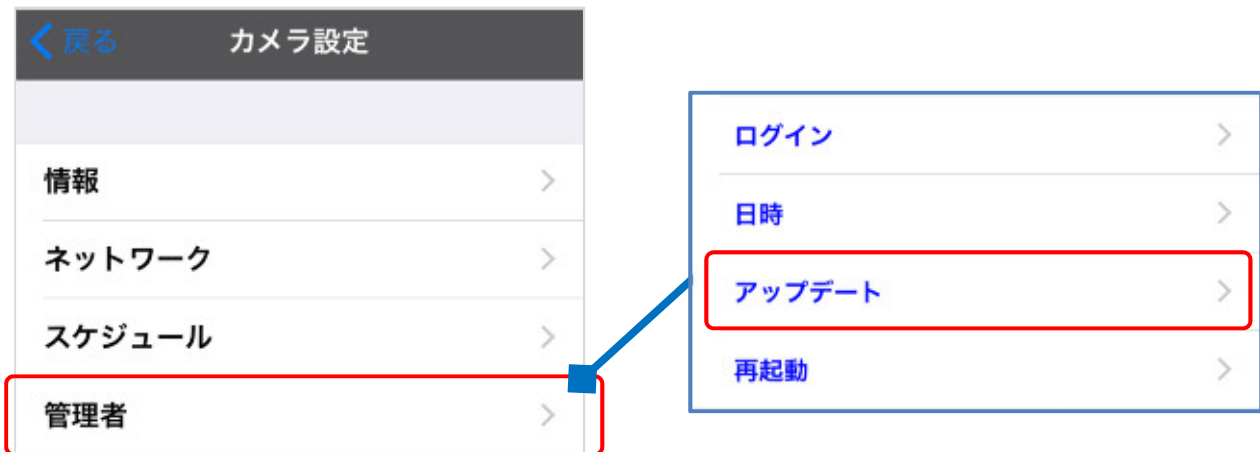 戻る カメラ設定
情報
ネットワーク
スケジュール
管理者
ログイン
日時
アップデート
再起動